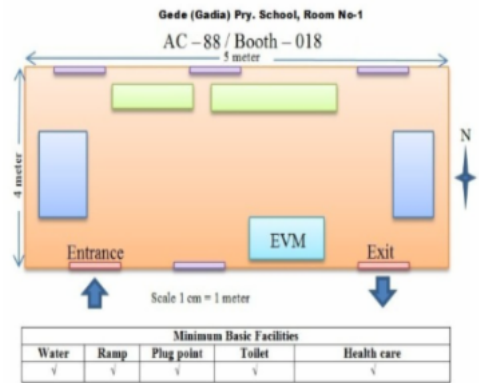 Gede (Gadia) Pry. School, Room No-1
AC – 88 / Booth – 018
5 meter
4 meter
N
EVM
Entrance
Exit
Scale 1 cm = 1 meter
Minimum Basic Facilities
Water Ramp Plug point Toilet Health care
√ √ √ √ √